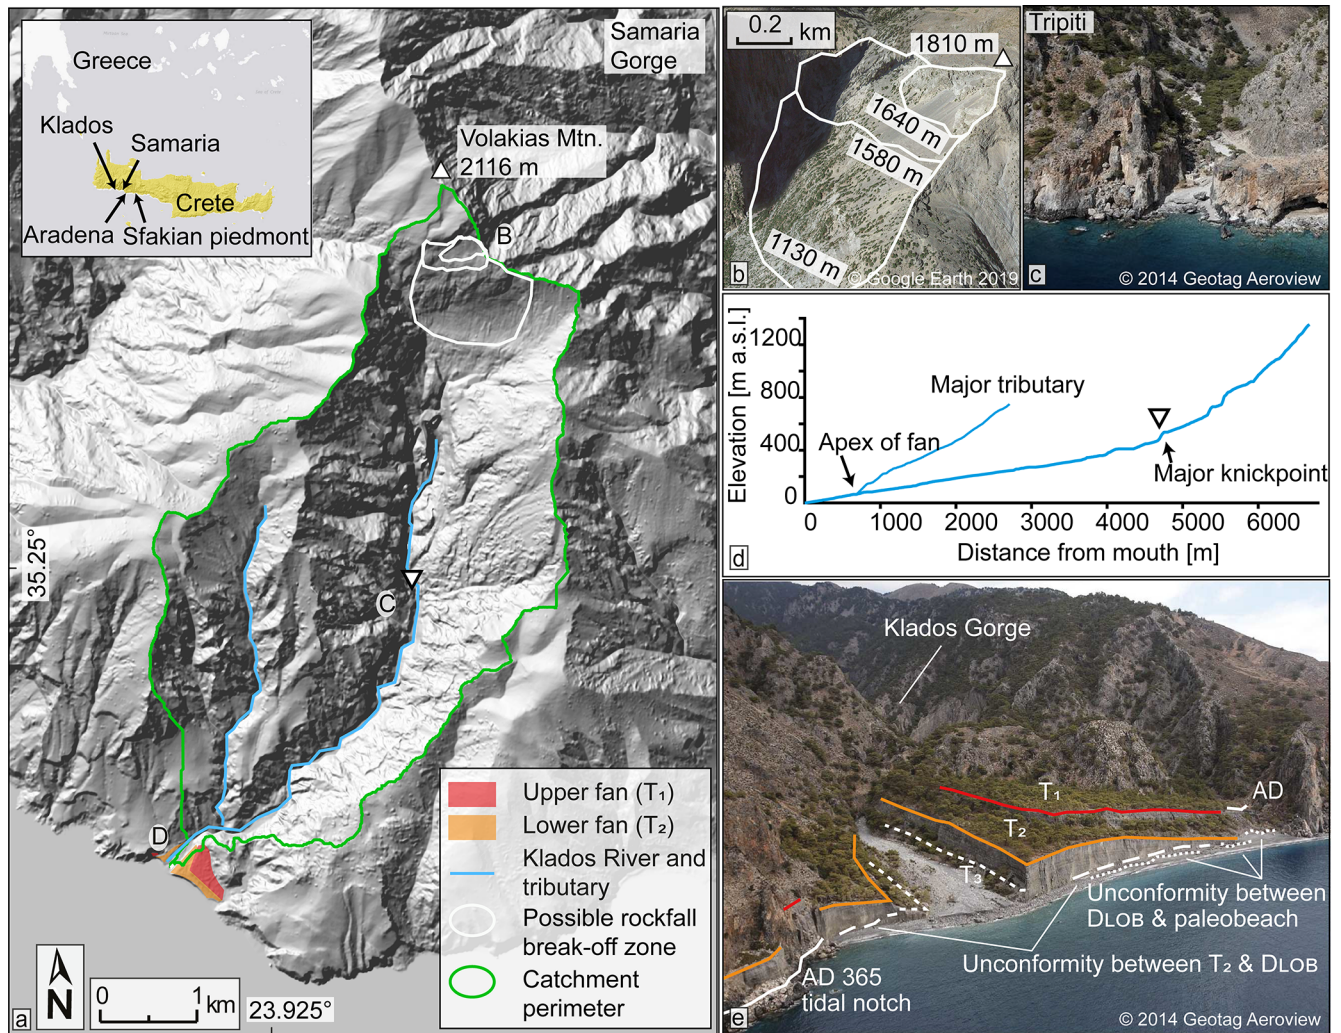 Greece
Klados
Samaria
Crete
Aradena
Sfakian piedmont
Samaria
Gorge
Volakias Mtn.
2116 m
B
35.25°
C
D
Upper fan (T₁)
Lower fan (T₂)
Klados River and
tributary
Possible rockfall
break-off zone
Catchment
perimeter
N
0 1 km
23.925°
a
0.2 km
1810 m
1640 m
1580 m
1130 m
b
© Google Earth 2019
Tripiti
c
© 2014 Geotag Aeroview
Elevation [m a.s.l.]
1200
800
400
0
Major tributary
Apex of fan
Major knickpoint
0 1000 2000 3000 4000 5000 6000
Distance from mouth [m]
d
Klados Gorge
T₁
AD
T₂
T₃
Unconformity between
DLOB & paleobeach
Unconformity between T₂ & DLOB
AD 365
tidal notch
e
© 2014 Geotag Aeroview